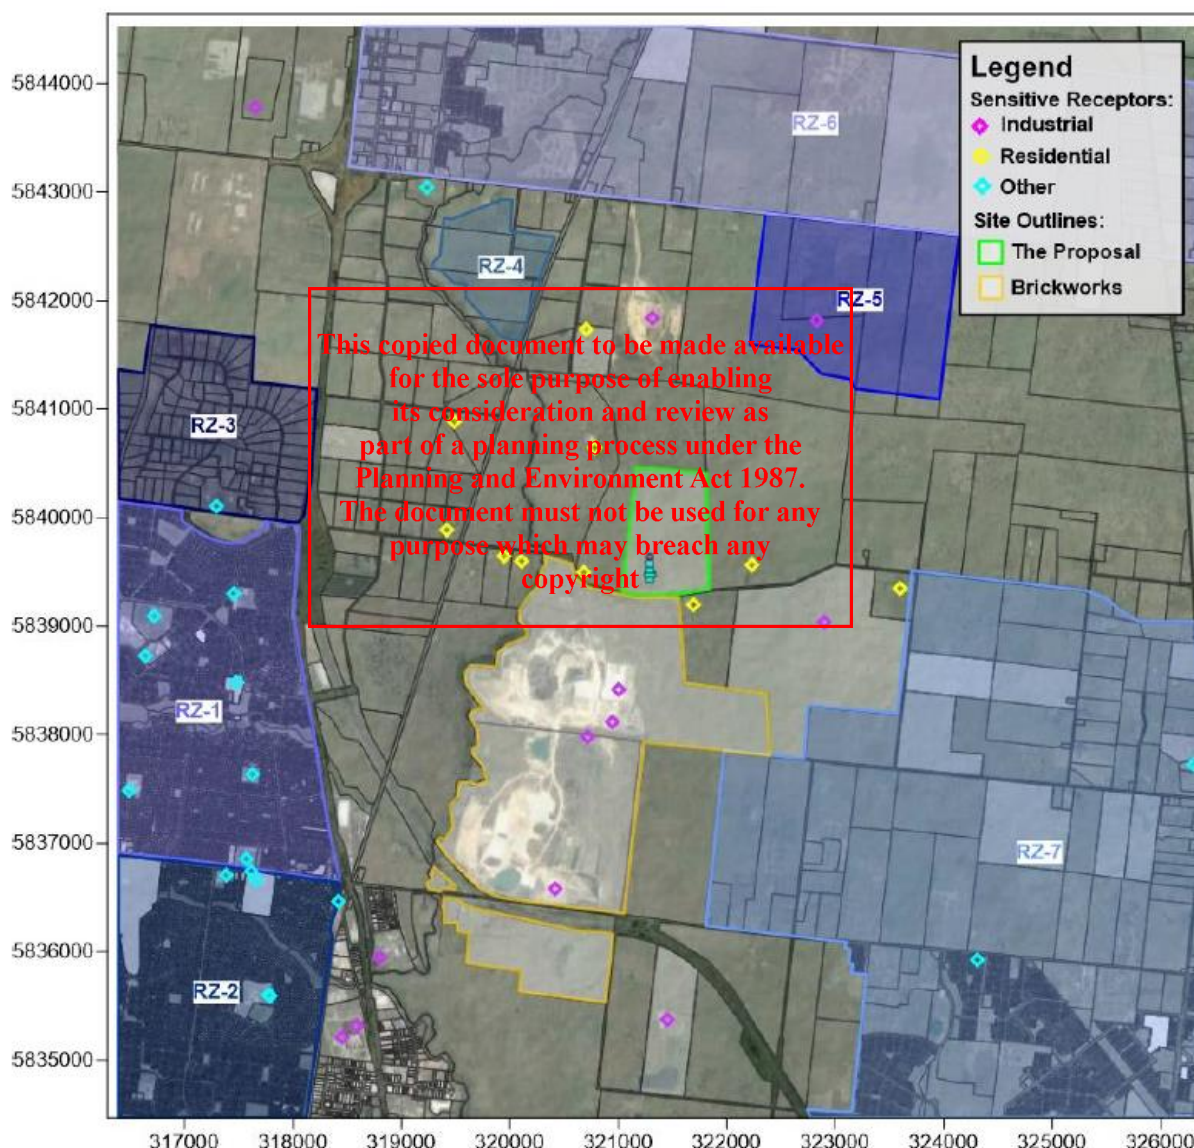 Legend
Sensitive Receptors:
Industrial
Residential
Other
Site Outlines:
The Proposal
Brickworks
5844000
5843000
5842000
5841000
5840000
5839000
5838000
5837000
5836000
5835000
RZ-6
RZ-4
RZ-5
RZ-3
RZ-1
RZ-7
RZ-2
This copied document to be made available
for the sole purpose of enabling
its consideration and review as
part of a planning process under the
Planning and Environment Act 1987.
The document must not be used for any
purpose which may breach any
copyright
317000 318000 319000 320000 321000 322000 323000 324000 325000